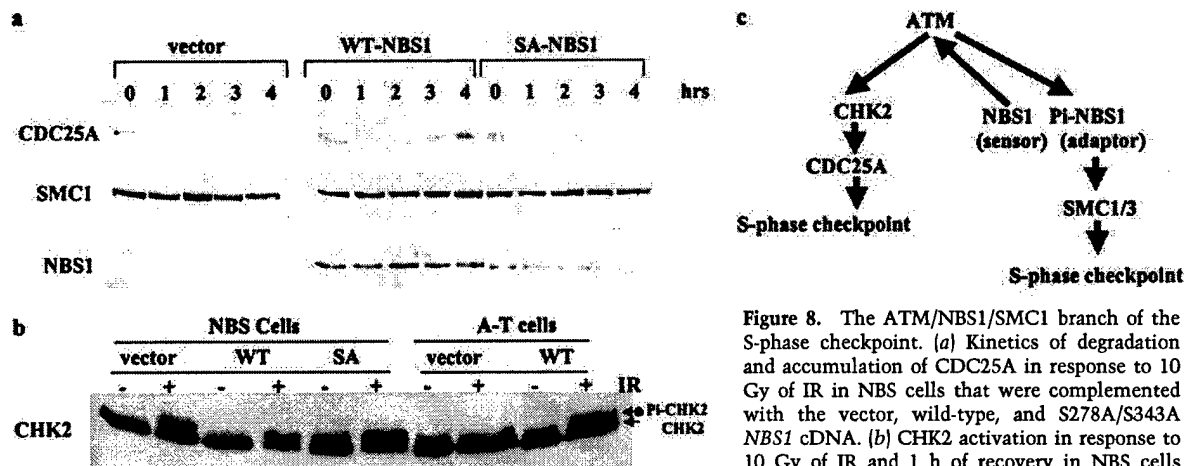 a
vector WT-NBS1 SA-NBS1
0 1 2 3 4 0 1 2 3 4 0 1 2 3 4 hrs
CDC25A
SMC1
NBS1
b
NBS Cells A-T cells
vector WT SA vector WT
- + - + - + - + - + IR
CHK2
Pi-CHK2
CHK2
c
ATM
CHK2 NBS1 Pi-NBS1
(sensor) (adaptor)
CDC25A
SMC1/3
S-phase checkpoint
S-phase checkpoint
Figure 8. The ATM/NBS1/SMC1 branch of the
S-phase checkpoint. (a) Kinetics of degradation
and accumulation of CDC25A in response to 10
Gy of IR in NBS cells that were complemented
with the vector, wild-type, and S278A/S343A
NBS1 cDNA. (b) CHK2 activation in response to
10 Gy of IR and 1 h of recovery in NBS cells